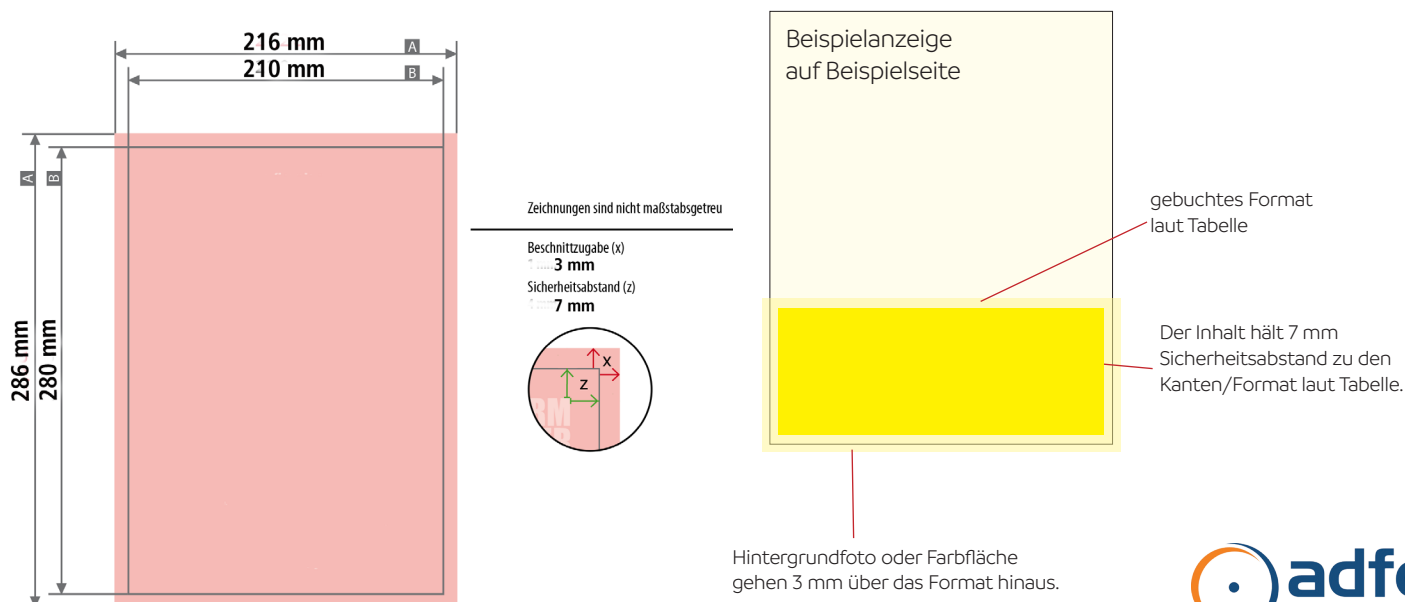 216 mm
A
210 mm
B
A
B
286 mm
280 mm
Zeichnungen sind nicht maßstabsgetreu
Beschnittzugabe (x)
3 mm
Sicherheitsabstand (z)
7 mm
x
z
Beispielanzeige
auf Beispielseite
gebuchtes Format
laut Tabelle
Der Inhalt hält 7 mm
Sicherheitsabstand zu den
Kanten/Format laut Tabelle.
Hintergrundfoto oder Farbfläche
gehen 3 mm über das Format hinaus.